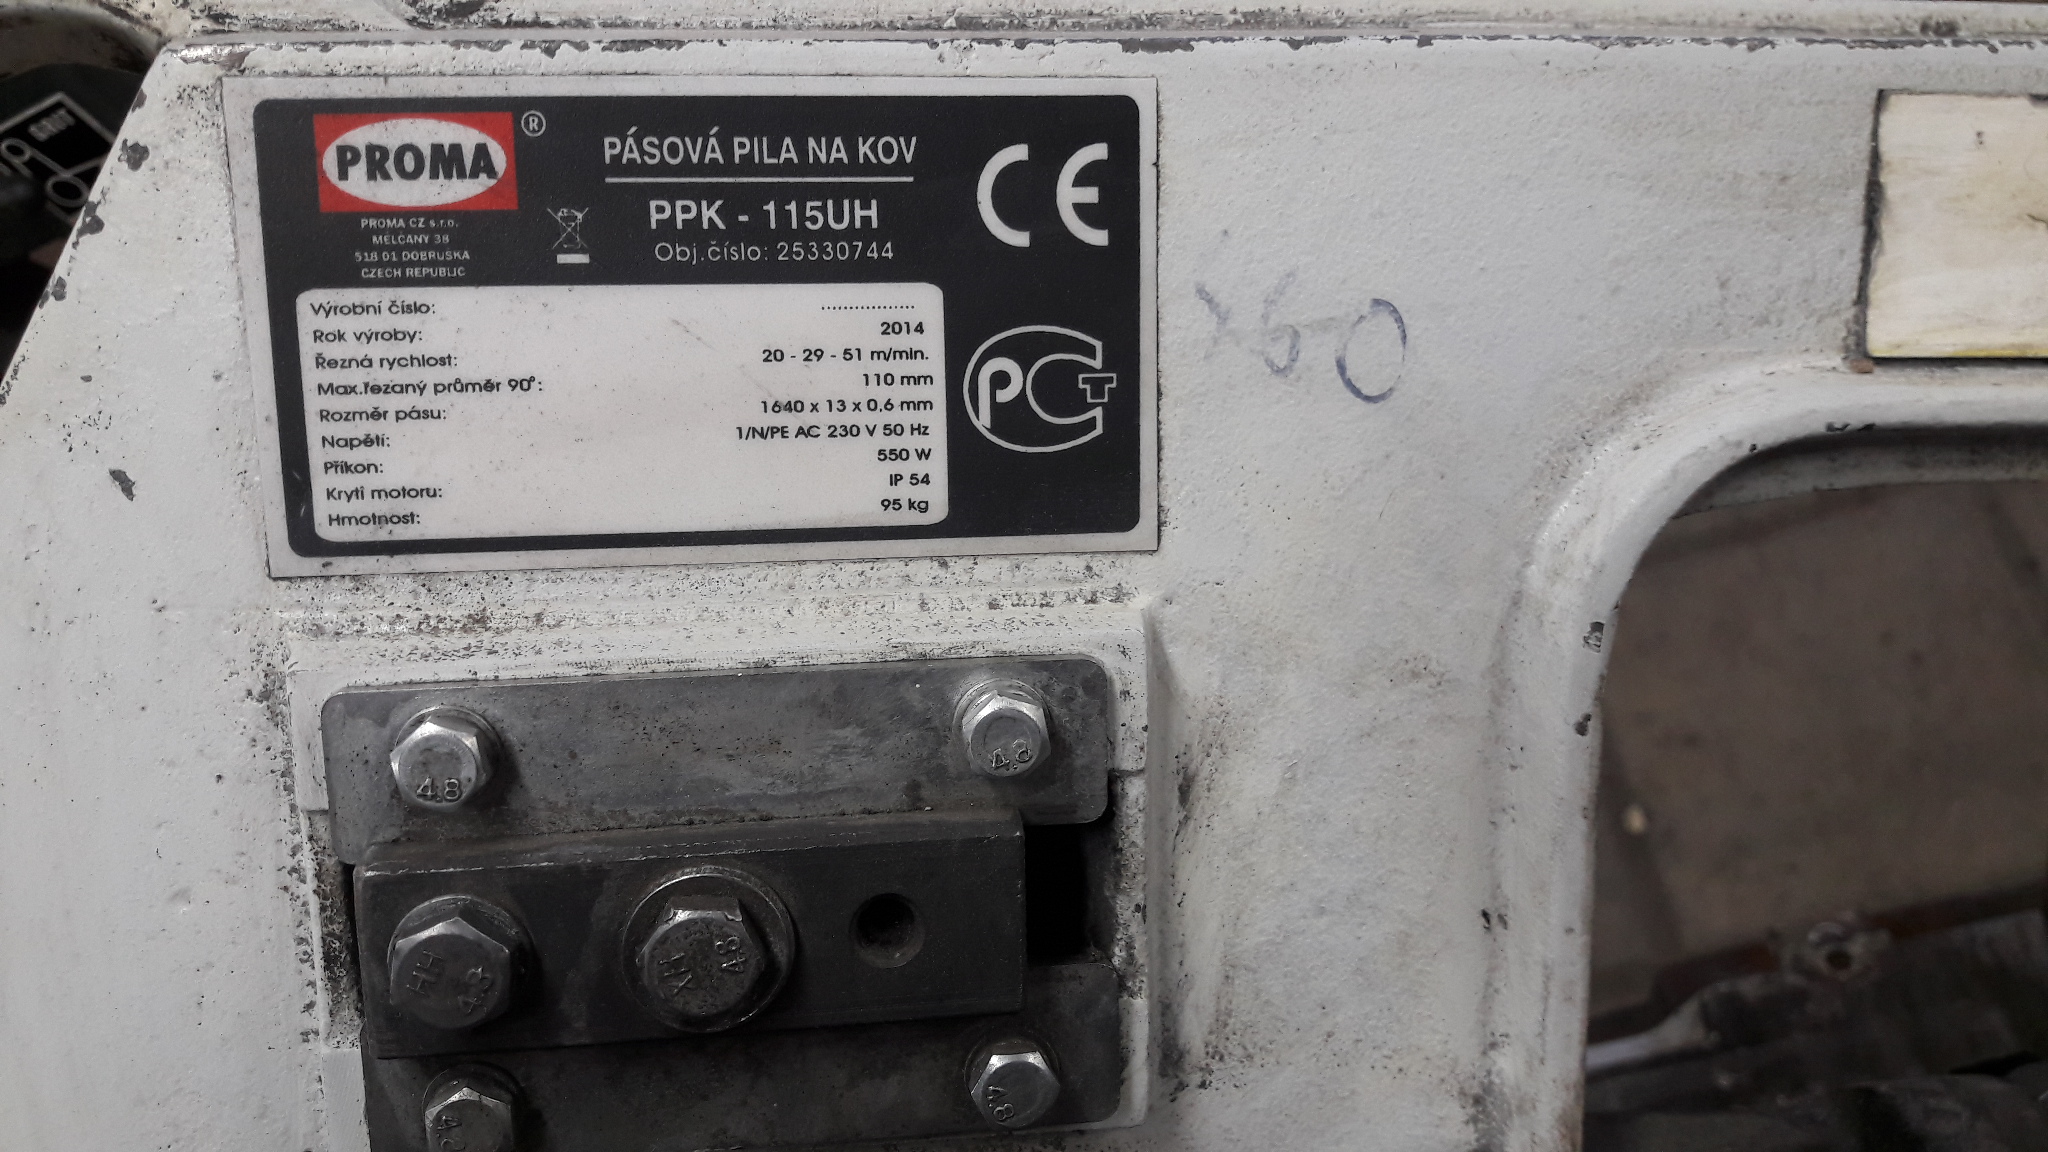 PROMA ®
PROMA CZ s.r.o.
MELČANY 38
518 01 DOBRUŠKA
CZECH REPUBLIC
PÁSOVÁ PILA NA KOV
PPK - 115UH
Obj.číslo: 25330744
CE
Výrobní číslo: .................
Rok výroby: 2014
Řezná rychlost: 20 - 29 - 51 m/min.
Max.řezaný průměr 90°: 110 mm
Rozměr pásu: 1640 x 13 x 0,6 mm
Napětí: 1/N/PE AC 230 V 50 Hz
Příkon: 550 W
Krytí motoru: IP 54
Hmotnost: 95 kg
PCT
4.8
4.8
HH 4.8
4.8
4.8